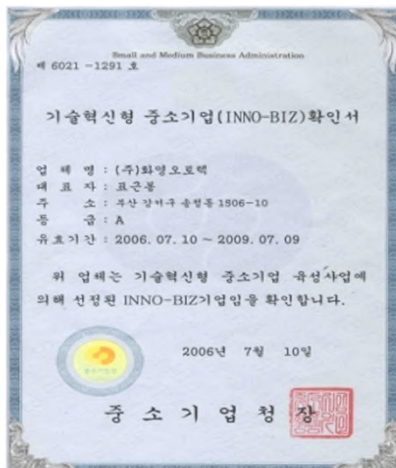 Small and Medium Business Administration
제 6021 -1291 호
기술혁신형 중소기업(INNO-BIZ)확인서
업 체 명 : (주)화영오로텍
대 표 자 : 표근봉
주 소 : 부산 강서구 송정동 1506-10
등 급 : A
유효기간 : 2006. 07. 10 ~ 2009. 07. 09
위 업체는 기술혁신형 중소기업 육성사업에
의해 선정된 INNO-BIZ기업임을 확인합니다.
2006년 7월 10일
중 소 기 업 청 장